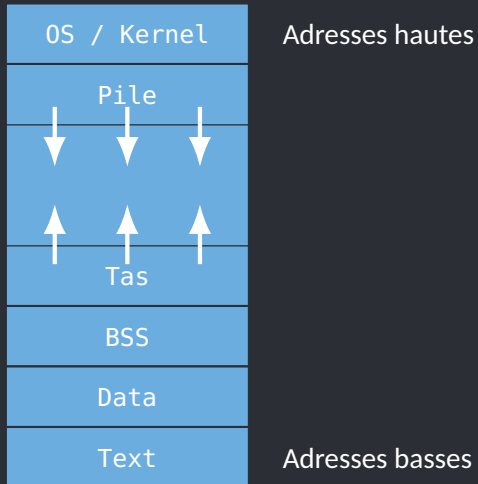 OS / Kernel Adresses hautes
Pile
Tas
BSS
Data
Text Adresses basses